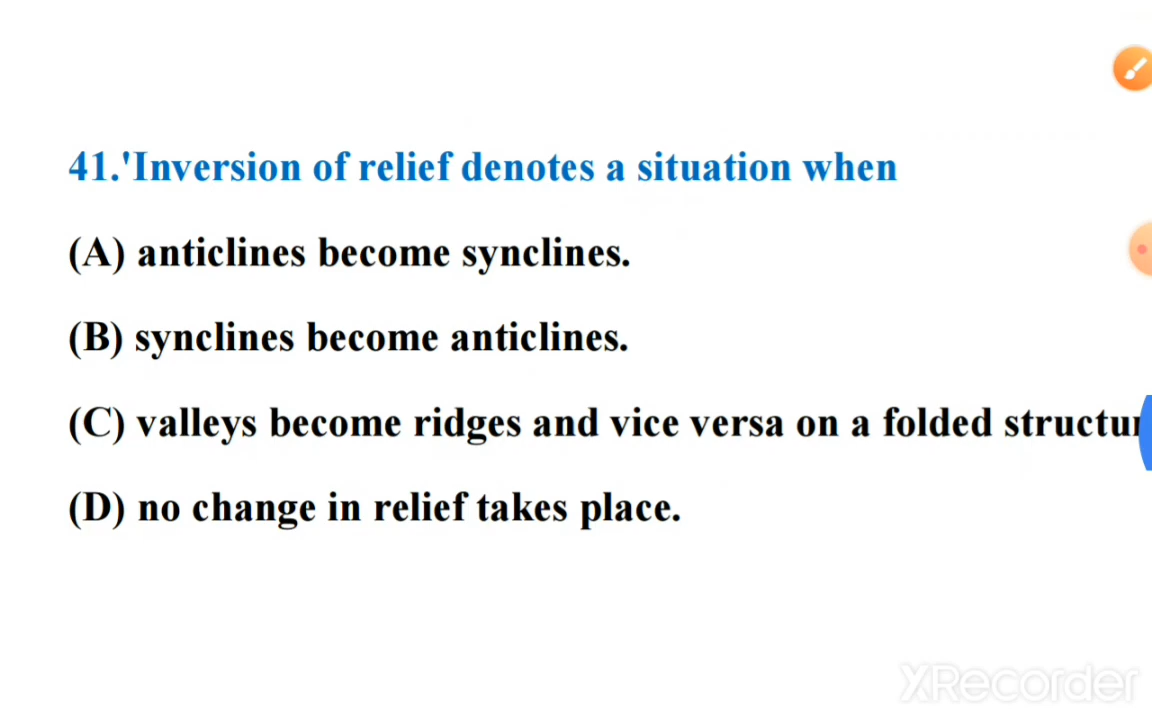 41.'Inversion of relief denotes a situation when
(A) anticlines become synclines.
(B) synclines become anticlines.
(C) valleys become ridges and vice versa on a folded
(D) no change in relief takes place.
XRecorder